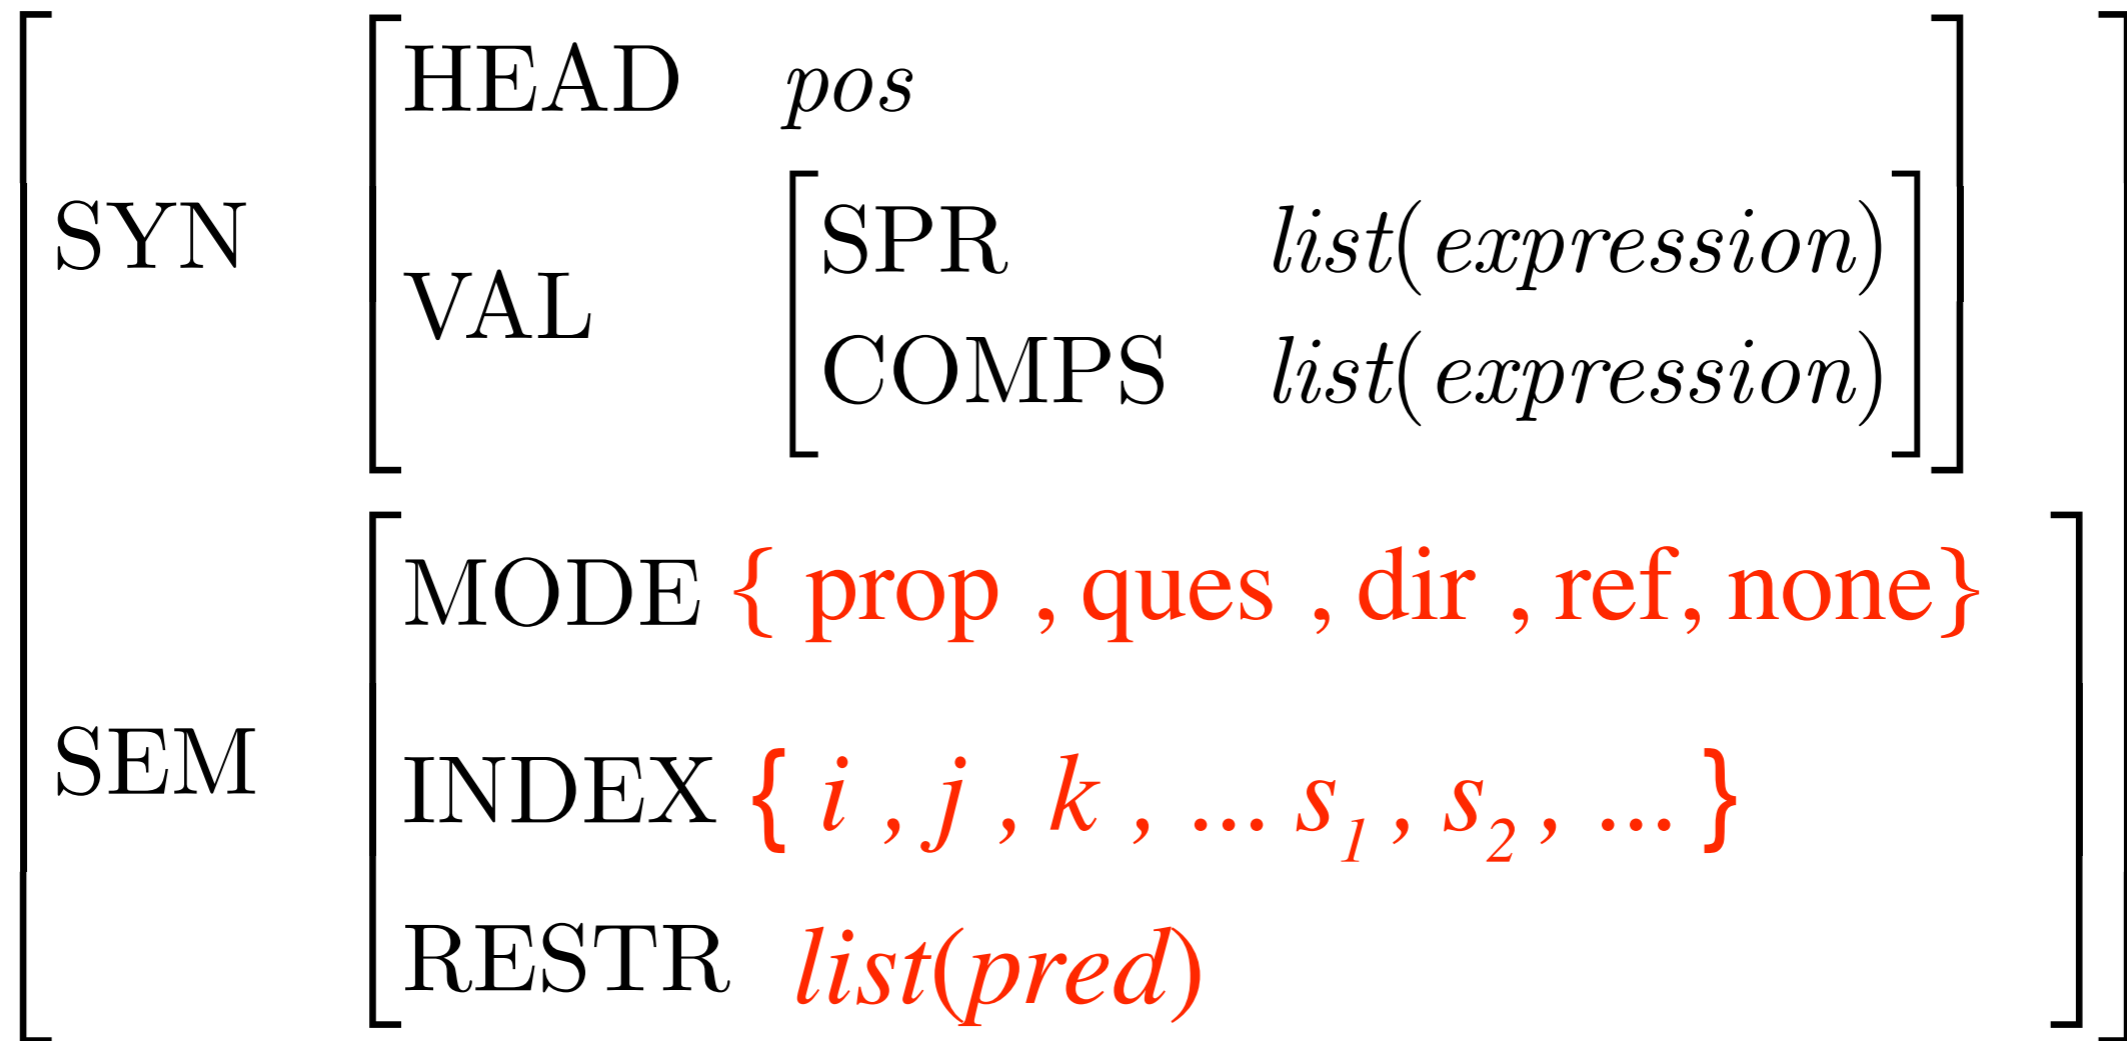 HEAD pos
SYN
SPR list(expression)
VAL
COMPS list(expression)
MODE { prop , ques , dir , ref, none}
SEM
INDEX { i , j , k , ... s1 , s2 , ... }
RESTR list(pred)